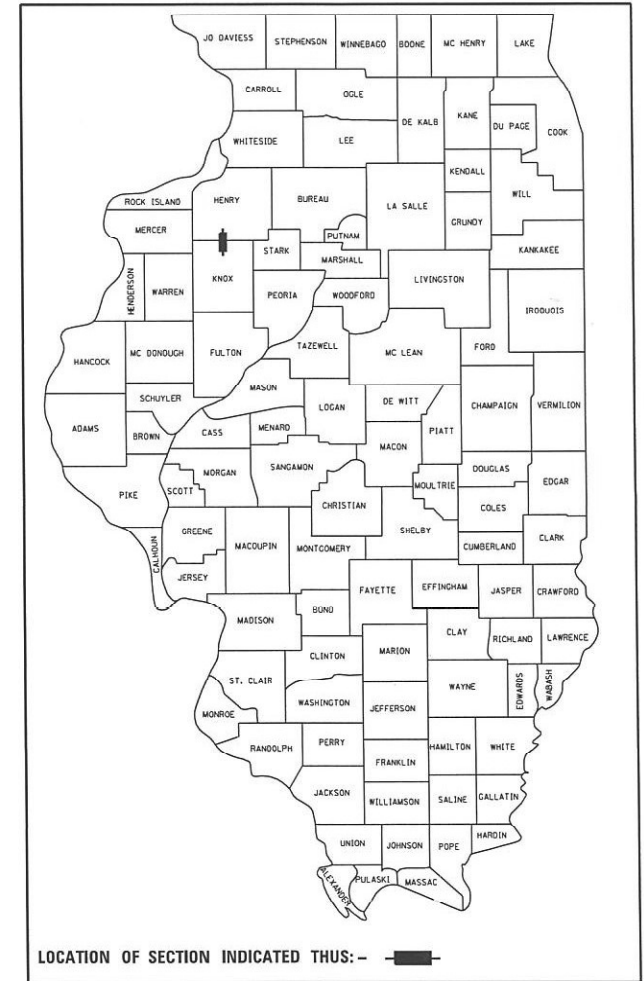 JO DAVIESS
STEPHENSON
WINNEBAGO
BOONE
MC HENRY
LAKE
CARROLL
OGLE
DE KALB
KANE
DU PAGE
COOK
WHITESIDE
LEE
KENDALL
WILL
ROCK ISLAND
HENRY
BUREAU
LA SALLE
GRUNDY
MERCER
PUTNAM
KANKAKEE
HENDERSON
WARREN
KNOX
STARK
MARSHALL
PEORIA
WOODFORD
LIVINGSTON
IROQUOIS
HANCOCK
MC DONOUGH
FULTON
TAZEWELL
MC LEAN
FORD
SCHUYLER
MASON
LOGAN
DE WITT
CHAMPAIGN
VERMILION
ADAMS
BROWN
CASS
MENARD
MACON
PIATT
PIKE
SCOTT
MORGAN
SANGAMON
CHRISTIAN
MOULTRIE
DOUGLAS
EDGAR
COLES
SHELBY
CALHOUN
GREENE
MACOUPIN
MONTGOMERY
CUMBERLAND
CLARK
JERSEY
FAYETTE
EFFINGHAM
JASPER
CRAWFORD
MADISON
BOND
CLAY
RICHLAND
LAWRENCE
CLINTON
MARION
ST. CLAIR
WAYNE
EDWARDS
WABASH
WASHINGTON
JEFFERSON
MONROE
RANDOLPH
PERRY
HAMILTON
WHITE
FRANKLIN
JACKSON
WILLIAMSON
SALINE
GALLATIN
UNION
JOHNSON
POPE
HARDIN
ALEXANDER
PULASKI
MASSAC
LOCATION OF SECTION INDICATED THUS: –